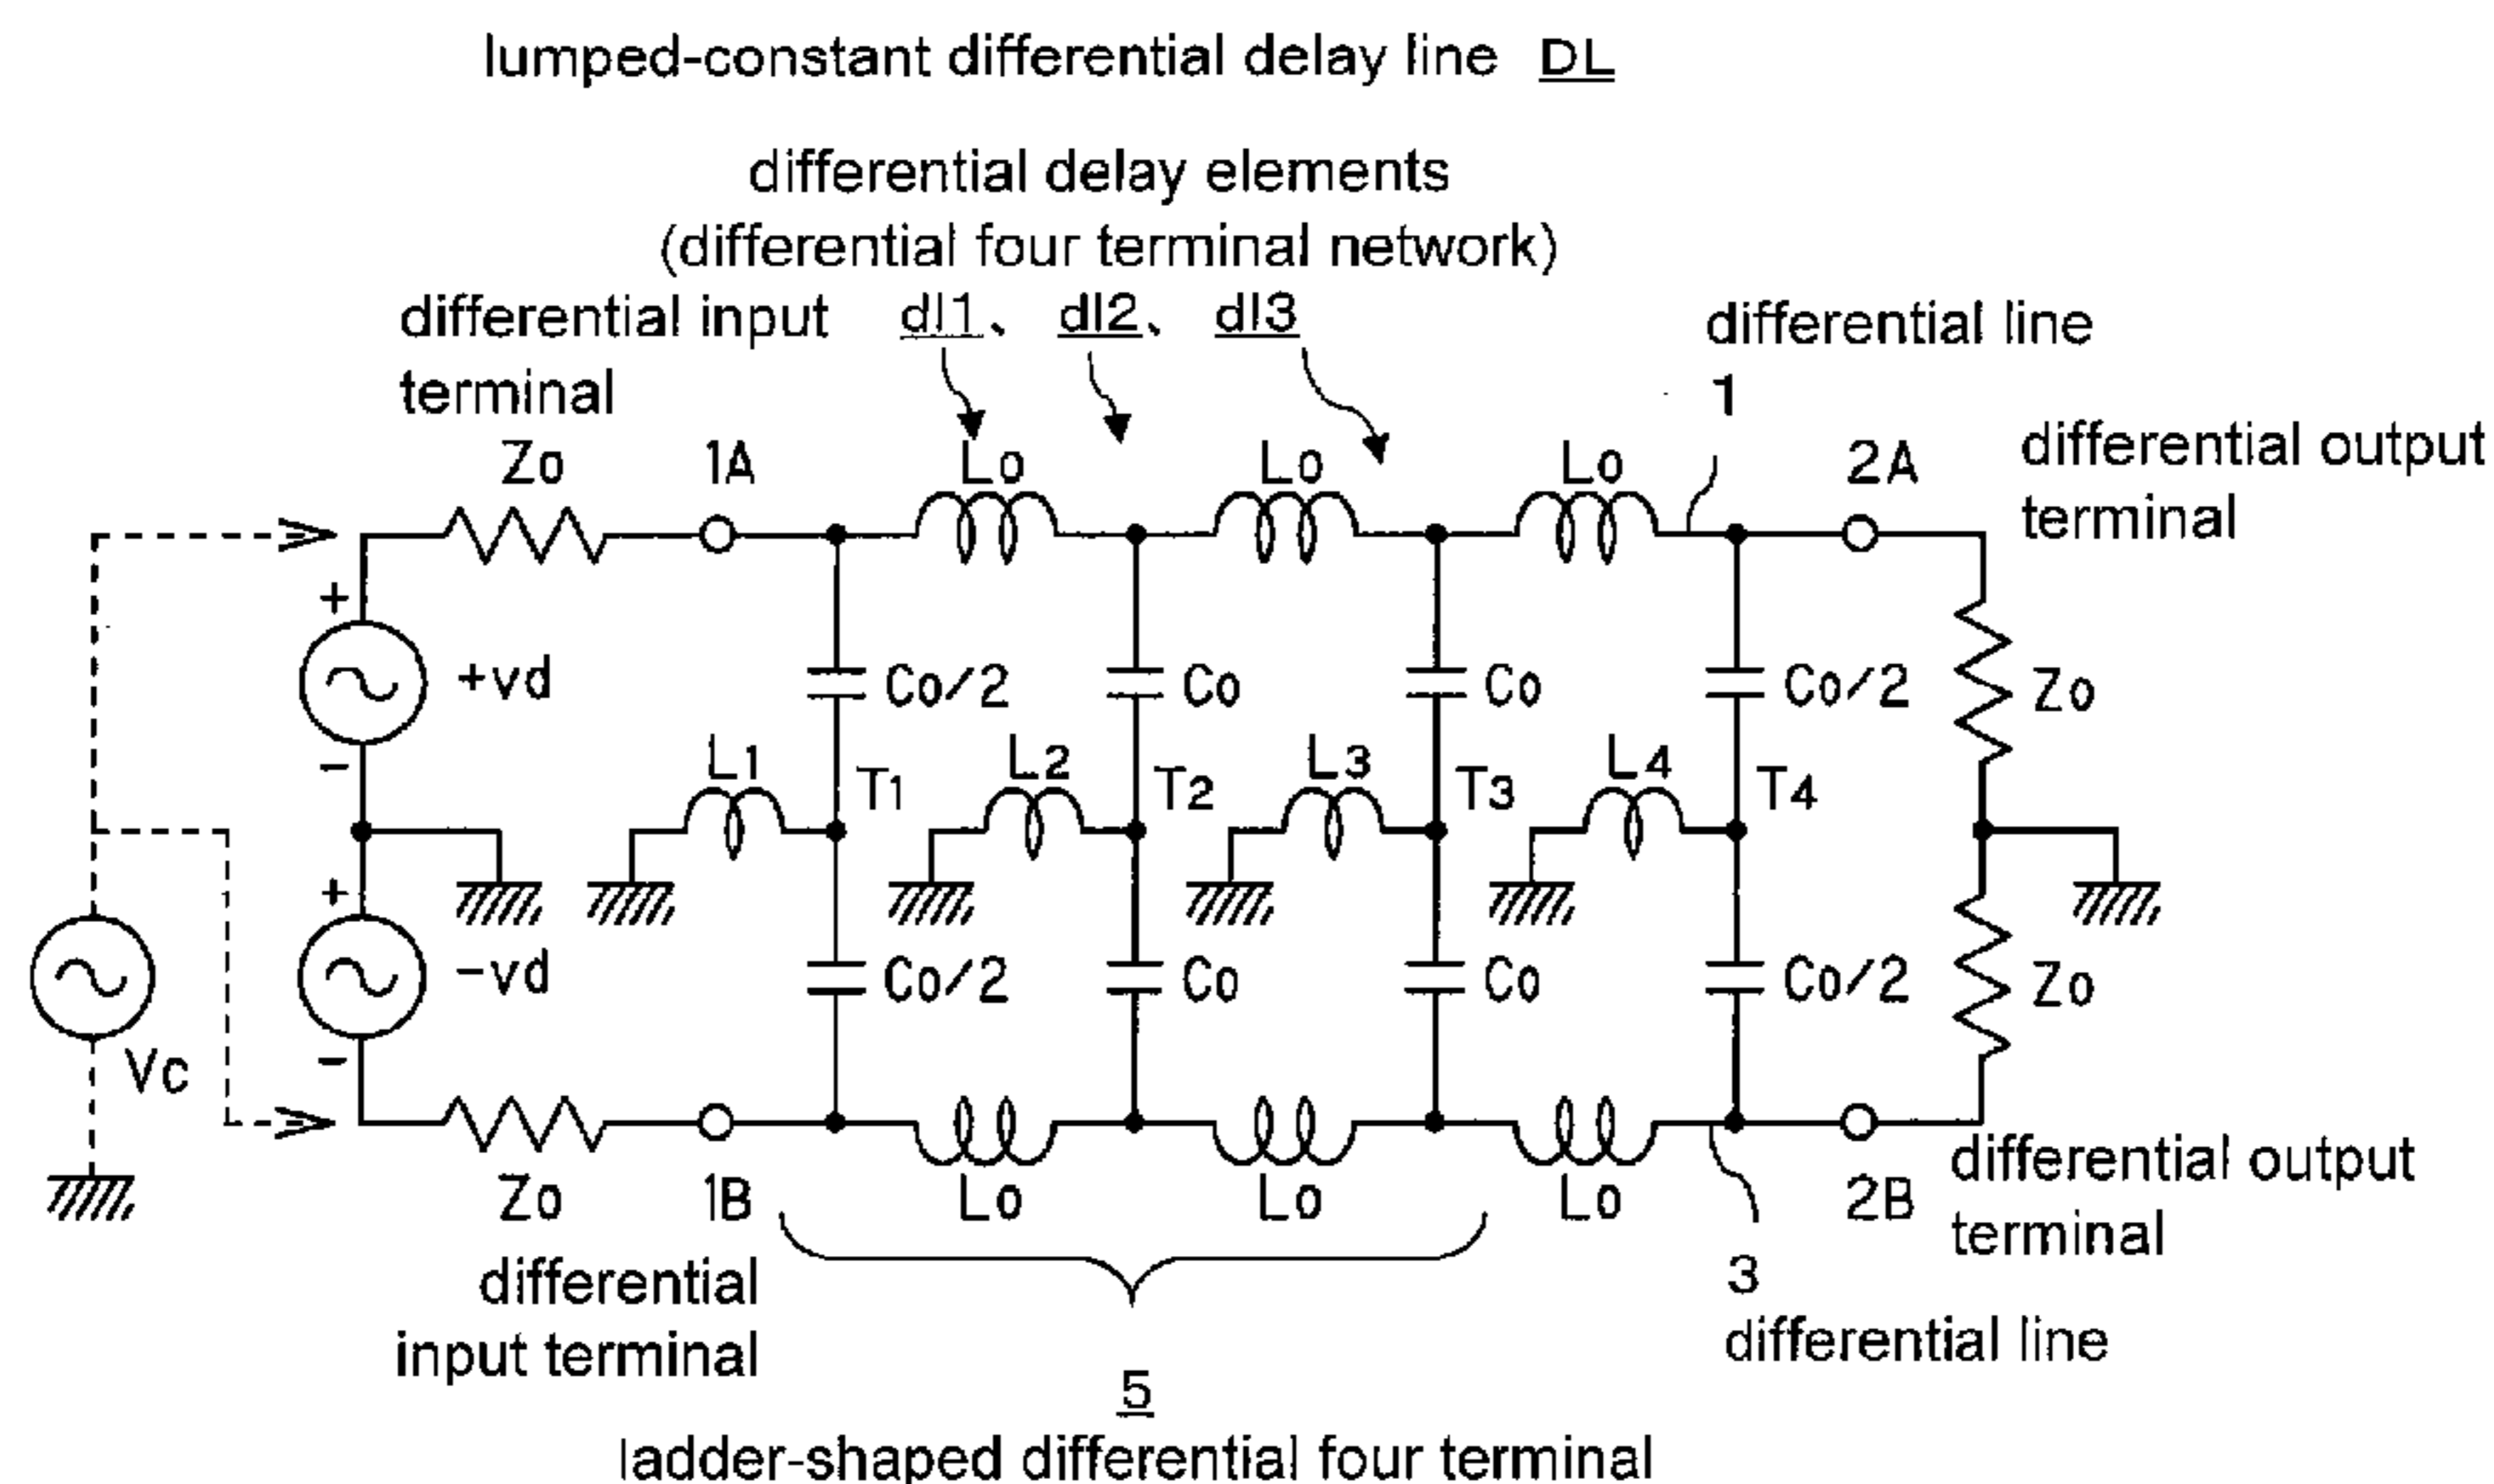 lumped-constant differential delay line DL
differential delay elements
(differential four terminal network)
differential input
terminal
dl1、 dl2、 dl3
differential line
1
differential output
terminal
Zo
1A
Lo
Lo
Lo
2A
+
+vd
−
Co/2
Co
Co
Co/2
Zo
L1
T1
L2
T2
L3
T3
L4
T4
+
−vd
−
Co/2
Co
Co
Co/2
Zo
Vc
Zo
1B
Lo
Lo
Lo
2B
differential output
terminal
differential
input terminal
3
differential line
5
ladder-shaped differential four terminal